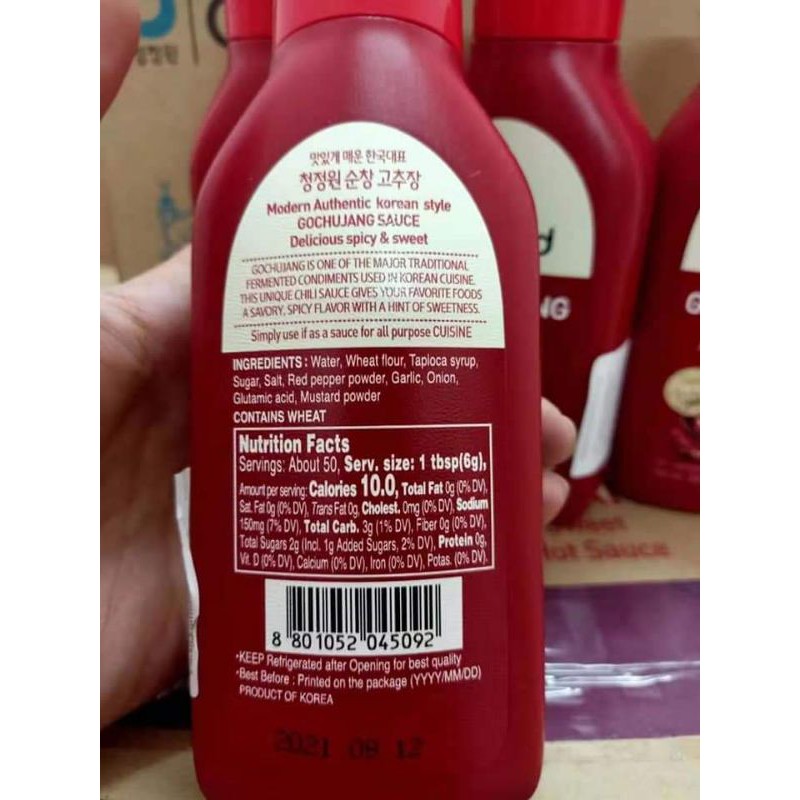 맛있게 매운 한국대표
청정원 순창 고추장
Modern Authentic korean style
GOCHUJANG SAUCE
Delicious spicy & sweet
GOCHUJANG IS ONE OF THE MAJOR TRADITIONAL
FERMENTED CONDIMENTS USED IN KOREAN CUISINE.
THIS UNIQUE CHILI SAUCE GIVES YOUR FAVORITE FOODS
A SAVORY, SPICY FLAVOR WITH A HINT OF SWEETNESS.
Simply use if as a sauce for all purpose CUISINE
INGREDIENTS : Water, Wheat flour, Tapioca syrup,
Sugar, Salt, Red pepper powder, Garlic, Onion,
Glutamic acid, Mustard powder
CONTAINS WHEAT
Nutrition Facts
Servings: About 50, Serv. size: 1 tbsp(6g),
Amount per serving: Calories 10.0, Total Fat 0g (0% DV),
Sat. Fat 0g (0% DV), Trans Fat 0g, Cholest. 0mg (0% DV), Sodium
150mg (7% DV), Total Carb. 3g (1% DV), Fiber 0g (0% DV),
Total Sugars 2g (Incl. 1g Added Sugars, 2% DV), Protein 0g,
Vit. D (0% DV), Calcium (0% DV), Iron (0% DV), Potas. (0% DV).
8 801052 045092
*KEEP Refrigerated after Opening for best quality
*Best Before : Printed on the package (YYYY/MM/DD)
PRODUCT OF KOREA
2021 09 12
Hot Sauce